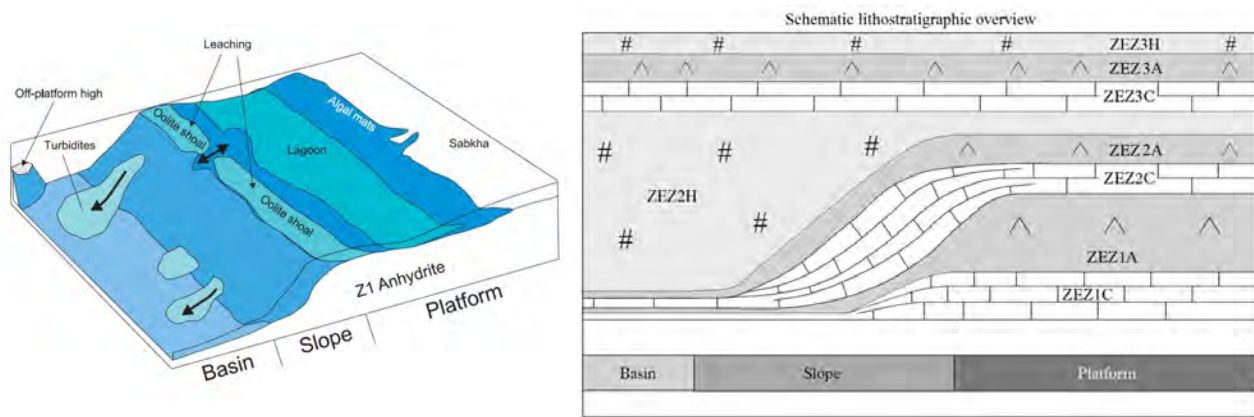 Leaching
Off-platform high
Turbidites
Oolite shoal
Algal mats
Sabkha
Lagoon
Oolite shoal
Z1 Anhydrite
Basin
Slope
Platform
Schematic lithostratigraphic overview
# # # # ZEZ3H #
ZEZ3A
ZEZ3C
ZEZ2A
ZEZ2C
# # #
ZEZ2H
# #
ZEZ1A
ZEZ1C
Basin
Slope
Platform